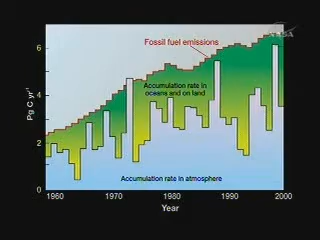 NASA
Fossil fuel emissions
Accumulation rate in
oceans and on land
Accumulation rate in atmosphere
Pg C yr⁻¹
6
4
2
0
1960
1970
1980
1990
2000
Year